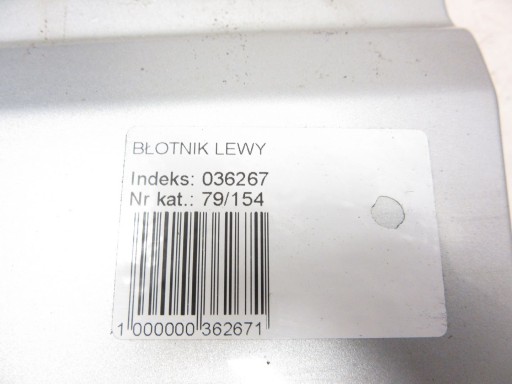 BŁOTNIK LEWY
Indeks: 036267
Nr kat.: 79/154
1 000000 362671